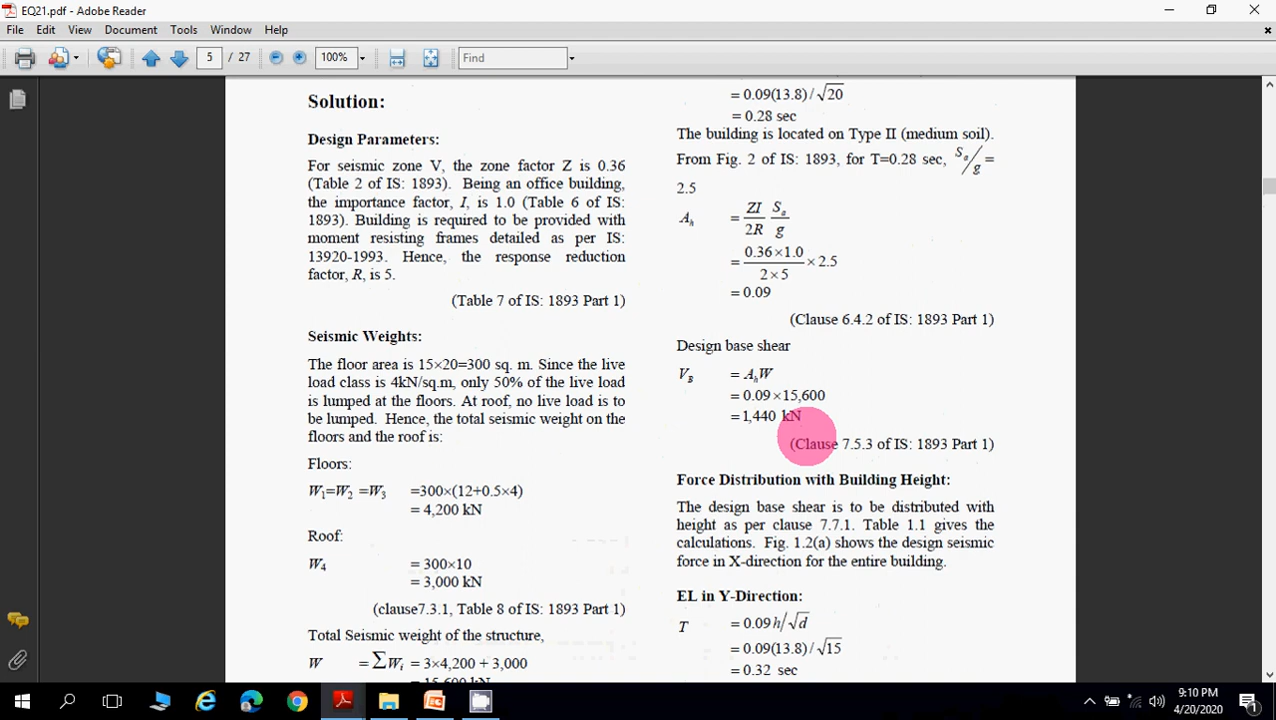 EQ21.pdf - Adobe Reader
File Edit View Document Tools Window Help
5 / 27 100% Find
Solution:
Design Parameters:
For seismic zone V, the zone factor Z is 0.36
(Table 2 of IS: 1893). Being an office building,
the importance factor, I, is 1.0 (Table 6 of IS:
1893). Building is required to be provided with
moment resisting frames detailed as per IS:
13920-1993. Hence, the response reduction
factor, R, is 5.
(Table 7 of IS: 1893 Part 1)
Seismic Weights:
The floor area is 15×20=300 sq. m. Since the live
load class is 4kN/sq.m, only 50% of the live load
is lumped at the floors. At roof, no live load is to
be lumped. Hence, the total seismic weight on the
floors and the roof is:
Floors:
W₁=W₂ =W₃ =300×(12+0.5×4)
= 4,200 kN
Roof:
W₄ = 300×10
= 3,000 kN
(clause7.3.1, Table 8 of IS: 1893 Part 1)
Total Seismic weight of the structure,
W = ∑Wᵢ = 3×4,200 + 3,000
= 15,600 kN
= 0.09(13.8)/√20
= 0.28 sec
The building is located on Type II (medium soil).
From Fig. 2 of IS: 1893, for T=0.28 sec, Sₐ/g =
2.5
Aₕ = ZI/2R Sₐ/g
= 0.36×1.0/2×5 ×2.5
= 0.09
(Clause 6.4.2 of IS: 1893 Part 1)
Design base shear
V_B = AₕW
= 0.09×15,600
= 1,440 kN
(Clause 7.5.3 of IS: 1893 Part 1)
Force Distribution with Building Height:
The design base shear is to be distributed with
height as per clause 7.7.1. Table 1.1 gives the
calculations. Fig. 1.2(a) shows the design seismic
force in X-direction for the entire building.
EL in Y-Direction:
T = 0.09h/√d
= 0.09(13.8)/√15
= 0.32 sec
9:10 PM
4/20/2020
1